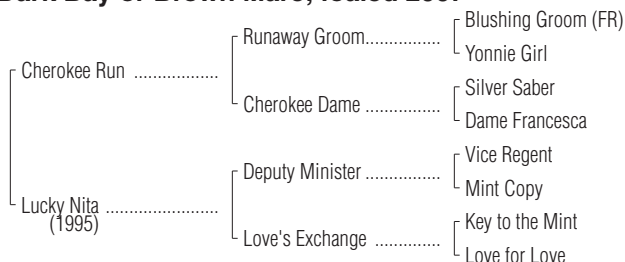 Dark Bay or Brown Mare; foaled
Blushing Groom (FR)
Runaway Groom................
Yonnie Girl
Cherokee Run ..................
Silver Saber
Cherokee Dame ................
Dame Francesca
Vice Regent
Deputy Minister ................
Mint Copy
Lucky Nita ........................
(1995)
Key to the Mint
Love's Exchange ................
Love for Love